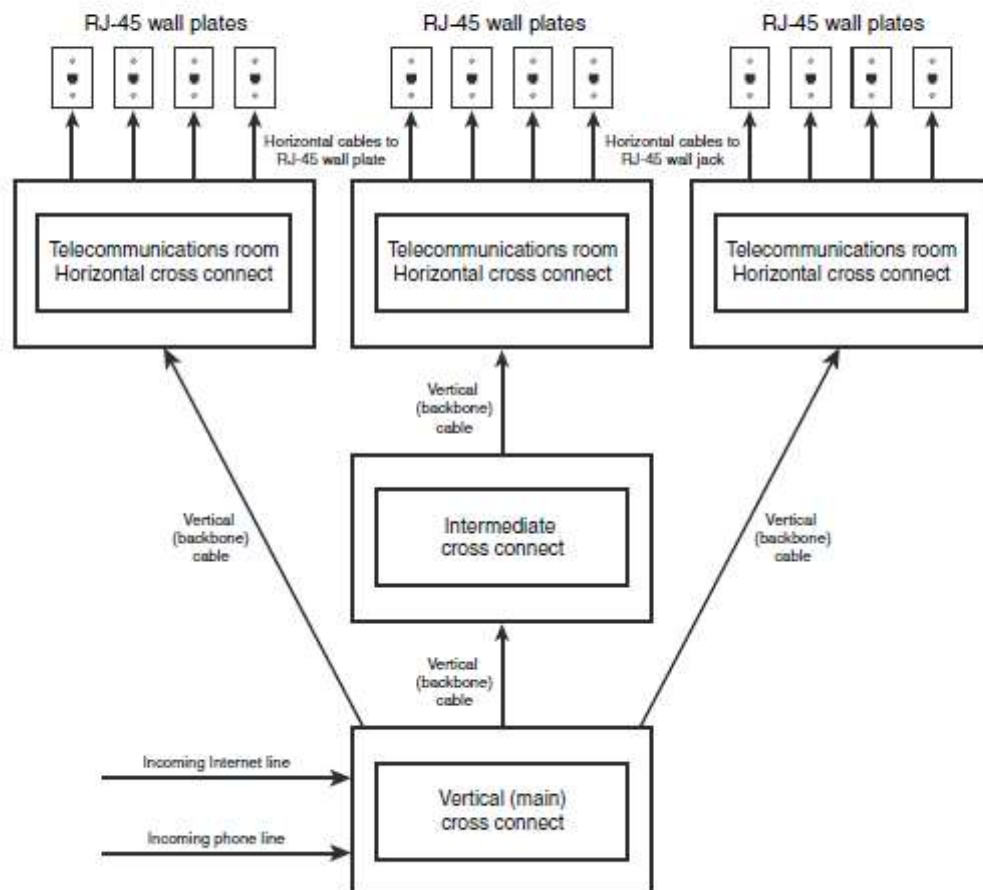 RJ-45 wall plates
RJ-45 wall plates
RJ-45 wall plates
Horizontal cables to
RJ-45 wall plate
Horizontal cables to
RJ-45 wall jack
Telecommunications room
Horizontal cross connect
Telecommunications room
Horizontal cross connect
Telecommunications room
Horizontal cross connect
Vertical
(backbone)
cable
Vertical
(backbone)
cable
Intermediate
cross connect
Vertical
(backbone)
cable
Vertical
(backbone)
cable
Incoming Internet line
Incoming phone line
Vertical (main)
cross connect